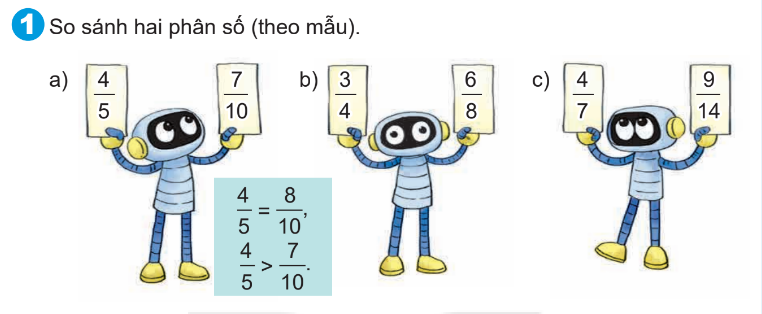 1 So sánh hai phân số (theo mẫu).
a) 4/5 7/10 b) 3/4 6/8 c) 4/7 9/14
4/5 = 8/10,
4/5 > 7/10.